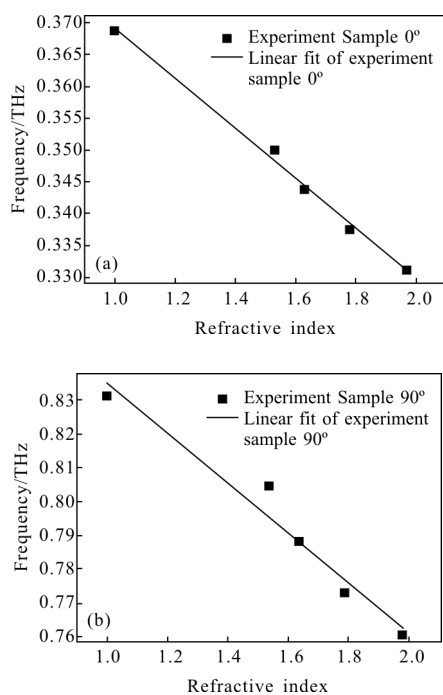 0.370
0.365
0.360
0.355
0.350
0.345
0.340
0.335
0.330
Frequency/THz
Experiment Sample 0º
Linear fit of experiment
sample 0º
(a)
1.0 1.2 1.4 1.6 1.8 2.0
Refractive index
0.83
0.82
0.81
0.80
0.79
0.78
0.77
0.76
Frequency/THz
Experiment Sample 90º
Linear fit of experiment
sample 90º
(b)
1.0 1.2 1.4 1.6 1.8 2.0
Refractive index